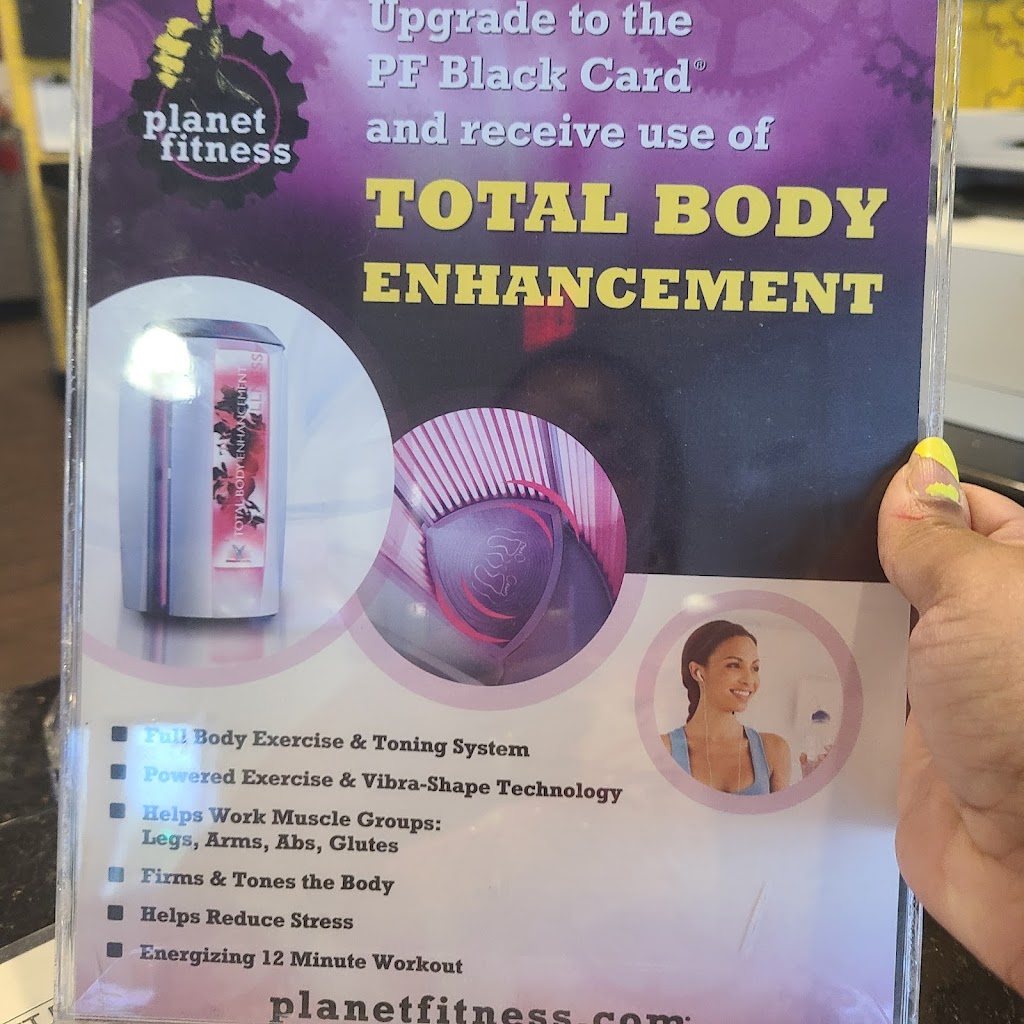 planet
fitness
Upgrade to the
PF Black Card®
and receive use of
TOTAL BODY
ENHANCEMENT
TOTAL BODY ENHANCEMENT
Full Body Exercise & Toning System
Powered Exercise & Vibra-Shape Technology
Helps Work Muscle Groups:
Legs, Arms, Abs, Glutes
Firms & Tones the Body
Helps Reduce Stress
Energizing 12 Minute Workout
planetfitness.com